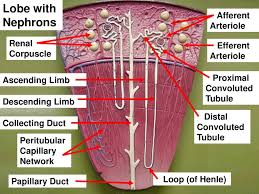 Lobe with
Nephrons
Renal
Corpuscle
Ascending Limb
Descending Limb
Collecting Duct
Peritubular
Capillary
Network
Papillary Duct
Afferent
Arteriole
Efferent
Arteriole
Proximal
Convoluted
Tubule
Distal
Convoluted
Tubule
Loop (of Henle)